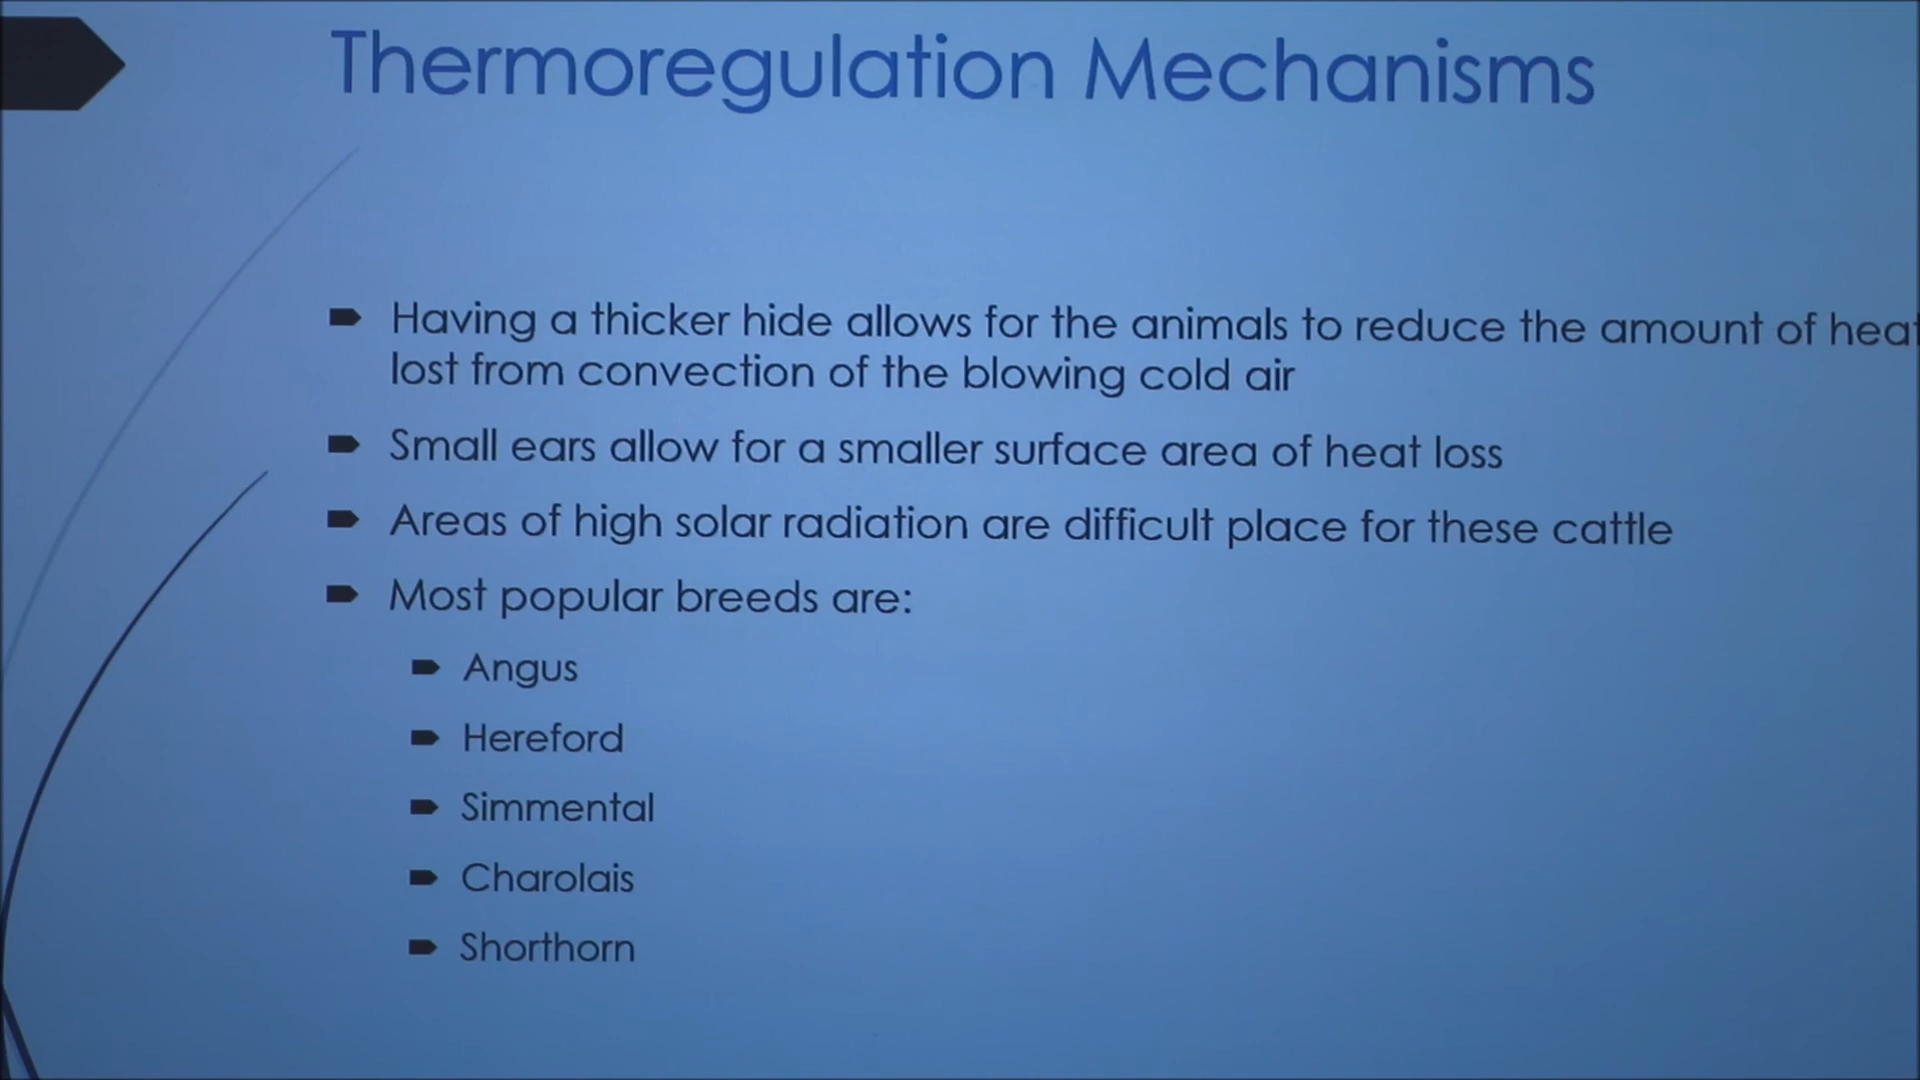 Thermoregulation Mechanisms
Having a thicker hide allows for the animals to reduce the amount of heat
lost from convection of the blowing cold air
Small ears allow for a smaller surface area of heat loss
Areas of high solar radiation are difficult place for these cattle
Most popular breeds are:
Angus
Hereford
Simmental
Charolais
Shorthorn